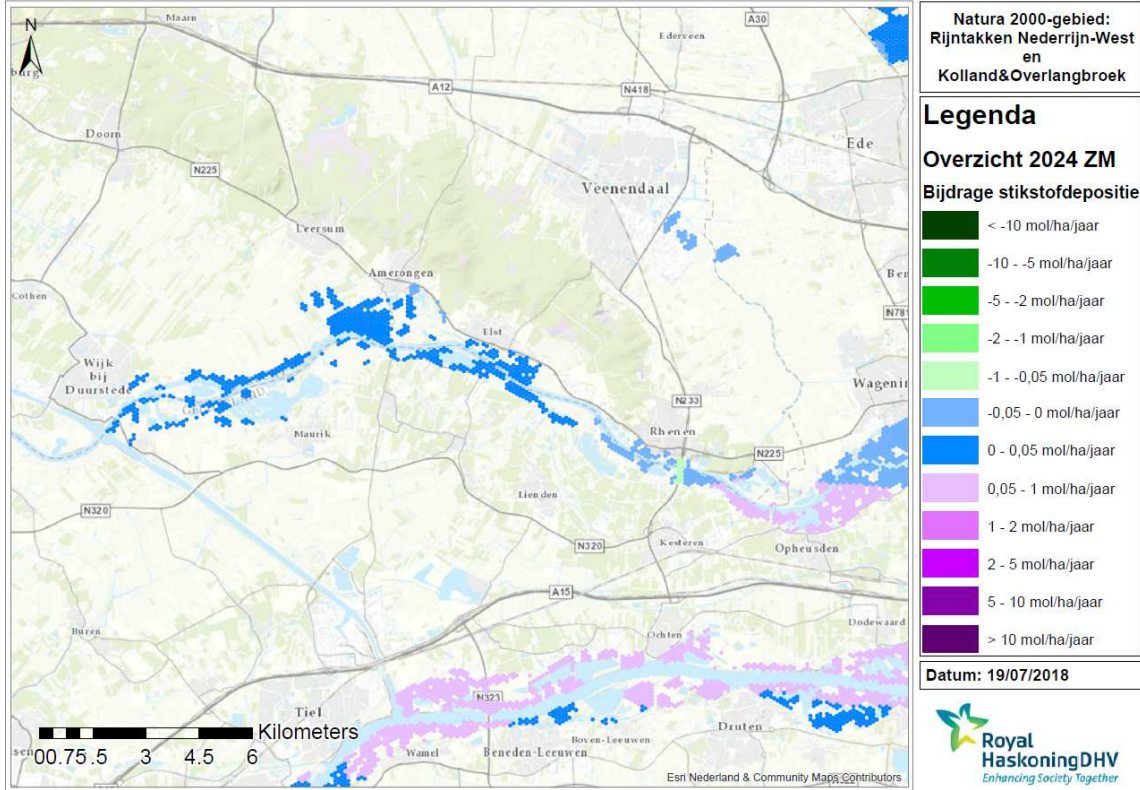 N
Maarn
A30
Ederveen
burg
A12
N418
Doorn
Ede
N225
Veenendaal
Leersum
Amerongen
Ben
Cothen
N781
Elst
Wijk
bij
Duurstede
Wagenin
N233
Maurik
Rhenen
N225
Lienden
N320
N320
Kesteren
Opheusden
A15
Buren
Dodewaard
Ochten
Tiel
N323
Druten
Boven-Leeuwen
Wamel
Beneden-Leeuwen
Kilometers
00.75.5 3 4.5 6
Esri Nederland & Community Maps Contributors
Natura 2000-gebied:
Rijntakken Nederrijn-West
en
Kolland&Overlangbroek
Legenda
Overzicht 2024 ZM
Bijdrage stikstofdepositie
< -10 mol/ha/jaar
-10 - -5 mol/ha/jaar
-5 - -2 mol/ha/jaar
-2 - -1 mol/ha/jaar
-1 - -0,05 mol/ha/jaar
-0,05 - 0 mol/ha/jaar
0 - 0,05 mol/ha/jaar
0,05 - 1 mol/ha/jaar
1 - 2 mol/ha/jaar
2 - 5 mol/ha/jaar
5 - 10 mol/ha/jaar
> 10 mol/ha/jaar
Datum: 19/07/2018
Royal
HaskoningDHV
Enhancing Society Together